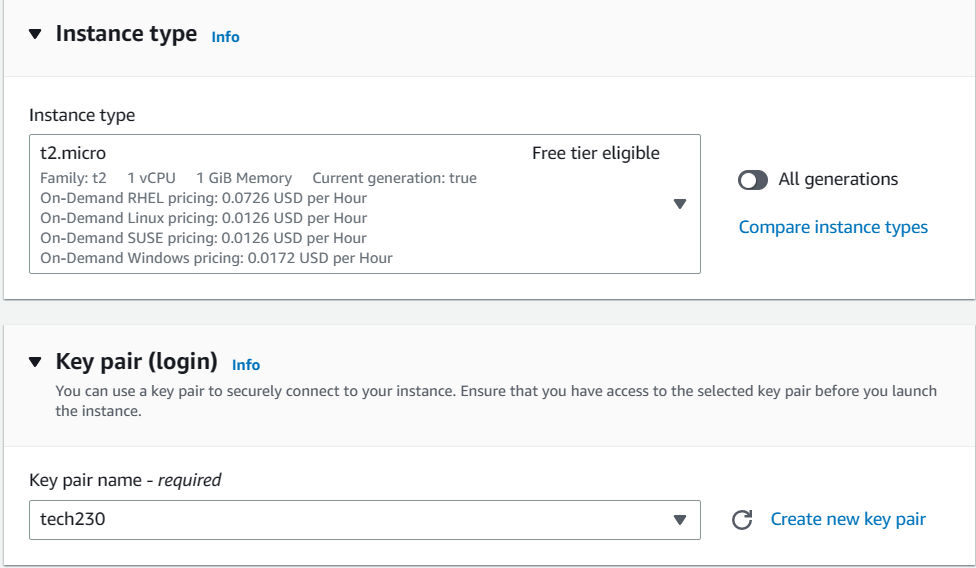 Instance type Info
Instance type
t2.micro Free tier eligible
Family: t2 1 vCPU 1 GiB Memory Current generation: true
On-Demand RHEL pricing: 0.0726 USD per Hour
On-Demand Linux pricing: 0.0126 USD per Hour
On-Demand SUSE pricing: 0.0126 USD per Hour
On-Demand Windows pricing: 0.0172 USD per Hour
All generations
Compare instance types
Key pair (login) Info
You can use a key pair to securely connect to your instance. Ensure that you have access to the selected key pair before you launch
the instance.
Key pair name - required
tech230
Create new key pair